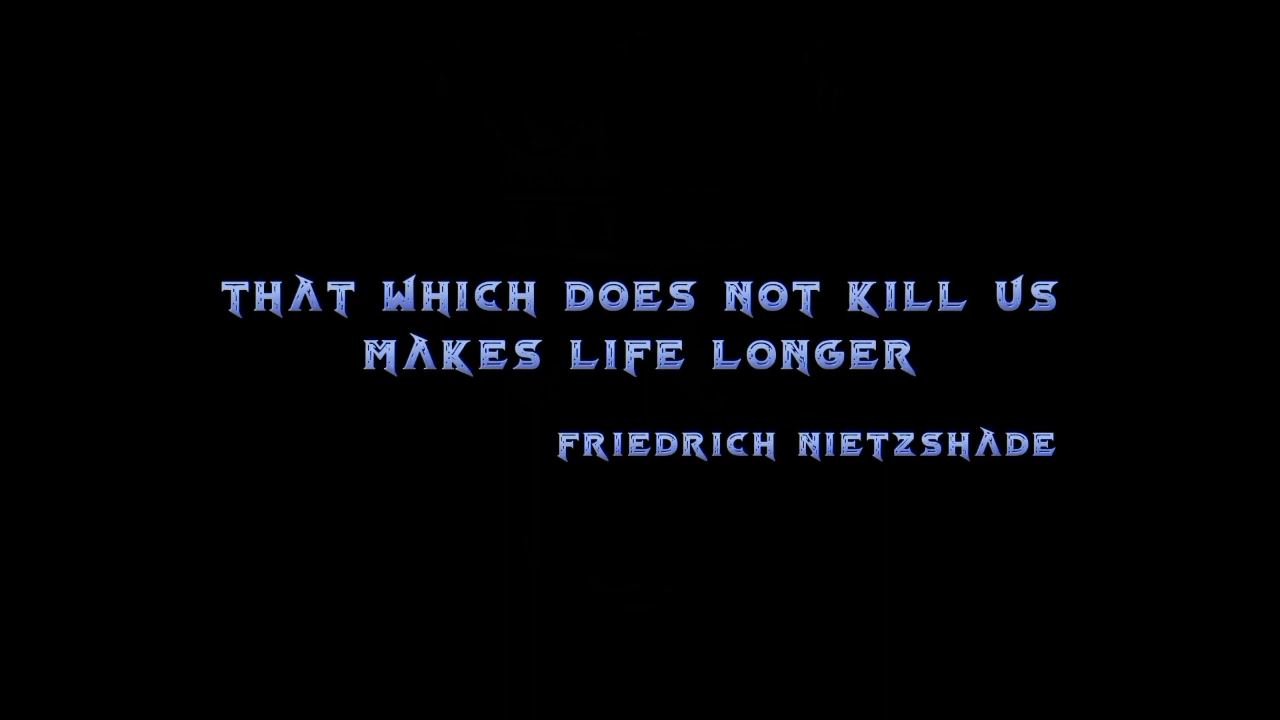 THAT WHICH DOES NOT KILL US
MAKES LIFE LONGER
FRIEDRICH NIETZSHADE